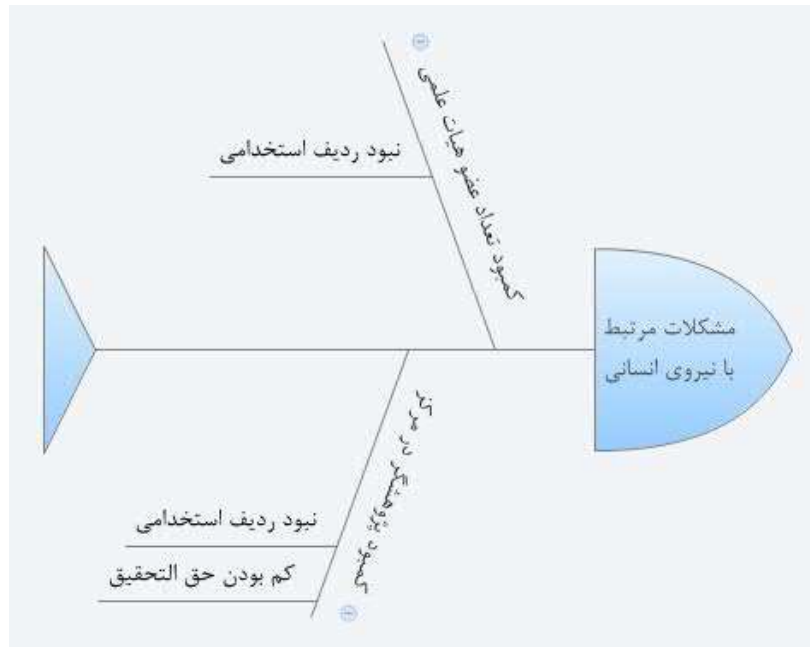 کمبود تعداد عضو هیات علمی
نبود ردیف استخدامی
مشکلات مرتبط
با نیروی انسانی
کمبود پژوهشگر در مرکز
نبود ردیف استخدامی
کم بودن حق التحقیق